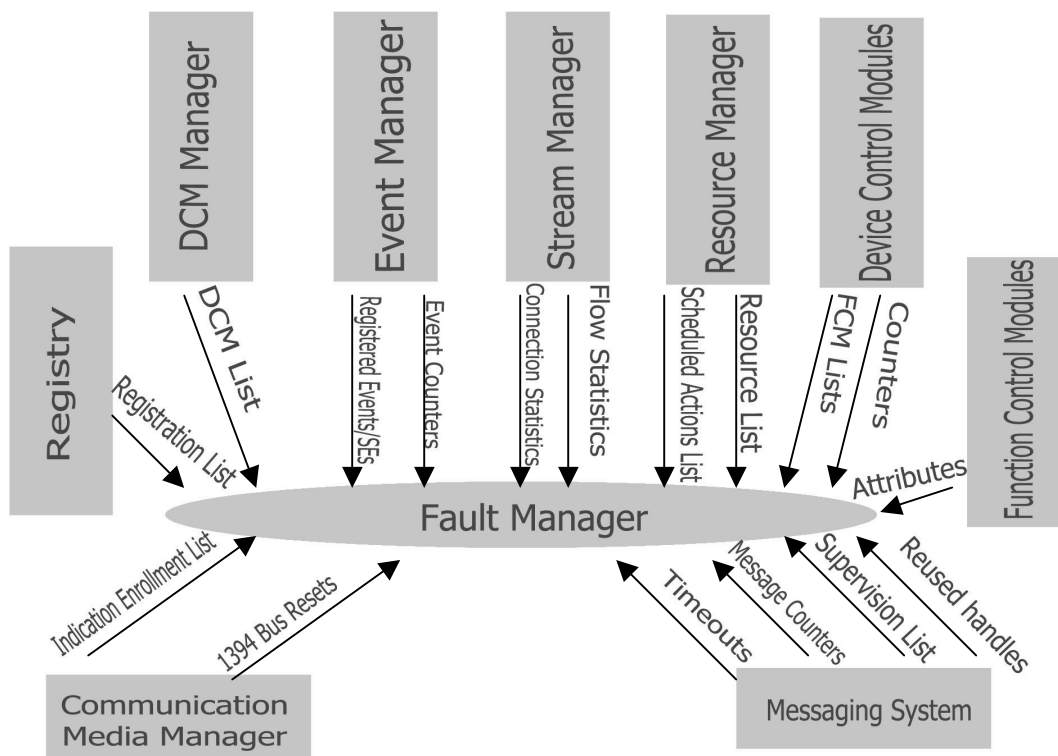 DCM Manager
Event Manager
Stream Manager
Resource Manager
Device Control Modules
Registry
Function Control Modules
DCM List
Registered Events/SEs
Event Counters
Connection Statistics
Flow Statistics
Scheduled Actions List
Resource List
FCM Lists
Counters
Registration List
Attributes
Fault Manager
Indication Enrollment List
1394 Bus Resets
Timeouts
Message Counters
Supervision List
Reused handles
Communication
Media Manager
Messaging System